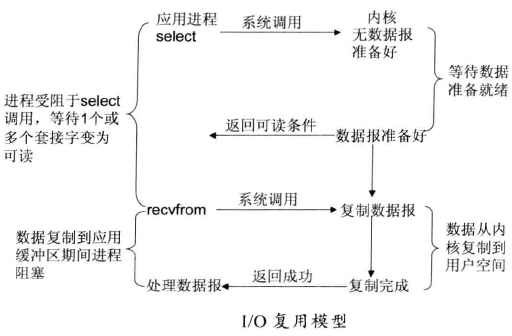 应用进程
select
系统调用
内核
无数据报
准备好
等待数据
准备就绪
进程受阻于select
调用，等待1个或
多个套接字变为
可读
返回可读条件
数据报准备好
recvfrom
系统调用
复制数据报
数据复制到应用
缓冲区期间进程
阻塞
数据从内
核复制到
用户空间
处理数据报
返回成功
复制完成
I/O 复用模型